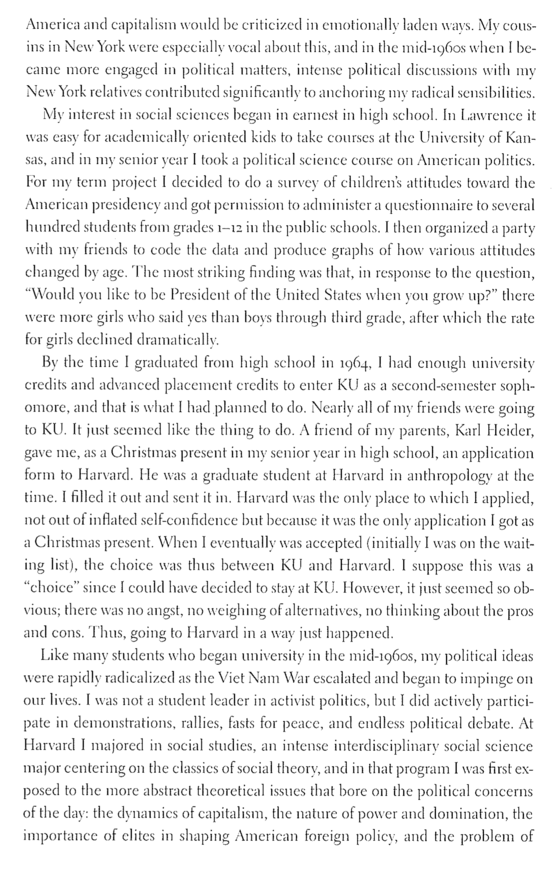 America and capitalism would be criticized in emotionally laden ways. My cous-
ins in New York were especially vocal about this, and in the mid-1960s when I be-
came more engaged in political matters, intense political discussions with my
New York relatives contributed significantly to anchoring my radical sensibilities.
My interest in social sciences began in earnest in high school. In Lawrence it
was easy for academically oriented kids to take courses at the University of Kan-
sas, and in my senior year I took a political science course on American politics.
For my term project I decided to do a survey of children's attitudes toward the
American presidency and got permission to administer a questionnaire to several
hundred students from grades 1–12 in the public schools. I then organized a party
with my friends to code the data and produce graphs of how various attitudes
changed by age. The most striking finding was that, in response to the question,
“Would you like to be President of the United States when you grow up?” there
were more girls who said yes than boys through third grade, after which the rate
for girls declined dramatically.
By the time I graduated from high school in 1964, I had enough university
credits and advanced placement credits to enter KU as a second-semester soph-
omore, and that is what I had planned to do. Nearly all of my friends were going
to KU. It just seemed like the thing to do. A friend of my parents, Karl Heider,
gave me, as a Christmas present in my senior year in high school, an application
form to Harvard. He was a graduate student at Harvard in anthropology at the
time. I filled it out and sent it in. Harvard was the only place to which I applied,
not out of inflated self-confidence but because it was the only application I got as
a Christmas present. When I eventually was accepted (initially I was on the wait-
ing list), the choice was thus between KU and Harvard. I suppose this was a
“choice” since I could have decided to stay at KU. However, it just seemed so ob-
vious; there was no angst, no weighing of alternatives, no thinking about the pros
and cons. Thus, going to Harvard in a way just happened.
Like many students who began university in the mid-1960s, my political ideas
were rapidly radicalized as the Viet Nam War escalated and began to impinge on
our lives. I was not a student leader in activist politics, but I did actively partici-
pate in demonstrations, rallies, fasts for peace, and endless political debate. At
Harvard I majored in social studies, an intense interdisciplinary social science
major centering on the classics of social theory, and in that program I was first ex-
posed to the more abstract theoretical issues that bore on the political concerns
of the day: the dynamics of capitalism, the nature of power and domination, the
importance of elites in shaping American foreign policy, and the problem of